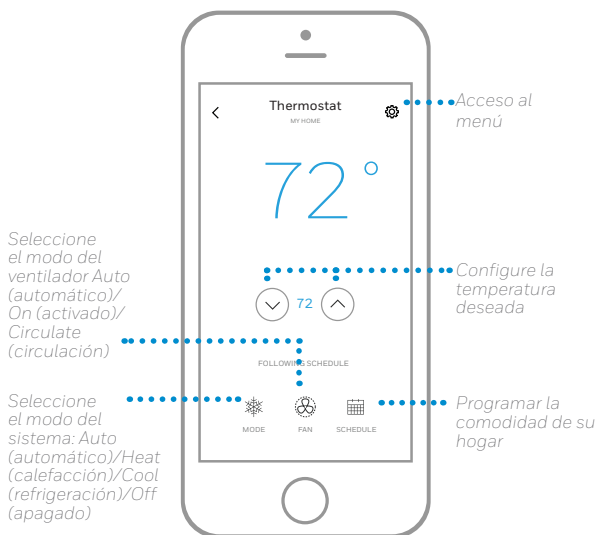 Thermostat
MY HOME
Acceso al
menú
72°
Seleccione
el modo del
ventilador Auto
(automático)/
On (activado)/
Circulate
(circulación)
72
Configure la
temperatura
deseada
FOLLOWING SCHEDULE
Seleccione
el modo del
sistema: Auto
(automático)/Heat
(calefacción)/Cool
(refrigeración)/Off
(apagado)
MODE
FAN
SCHEDULE
Programar la
comodidad de su
hogar